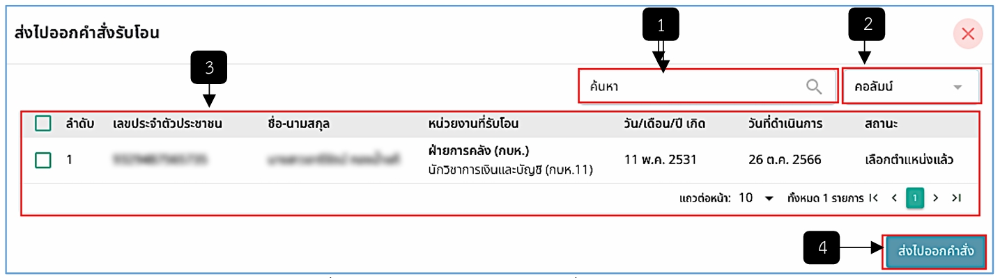 1
2
ส่งไปออกคำสั่งรับโอน
3
ค้นหา
คอลัมน์
ลำดับ เลขประจำตัวประชาชน ชื่อ-นามสกุล หน่วยงานที่รับโอน วัน/เดือน/ปี เกิด วันที่ดำเนินการ สถานะ
1 ฝ่ายการคลัง (กบห.) 11 พ.ค. 2531 26 ต.ค. 2566 เลือกตำแหน่งแล้ว
นักวิชาการเงินและบัญชี (กบห.11)
แถวต่อหน้า: 10 ทั้งหมด 1 รายการ 1
4
ส่งไปออกคำสั่ง